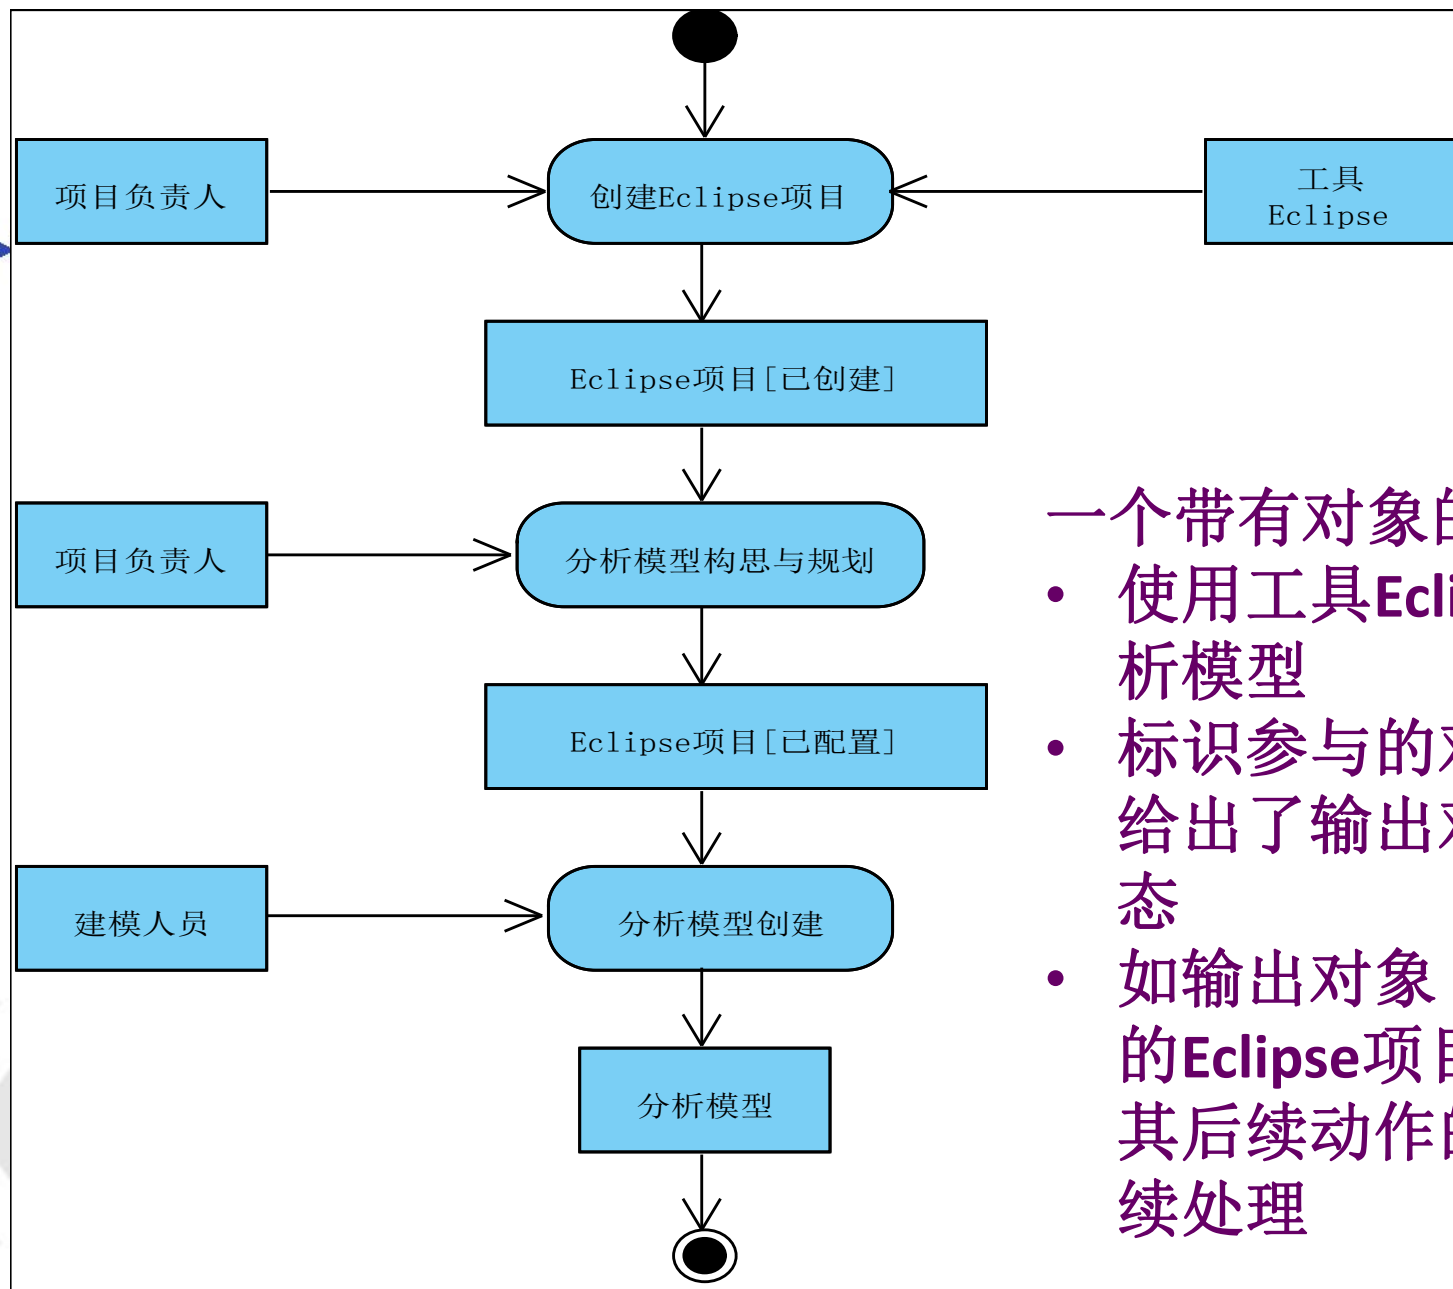 项目负责人
创建Eclipse项目
工具
Eclipse
Eclipse项目[已创建]
项目负责人
分析模型构思与规划
Eclipse项目[已配置]
建模人员
分析模型创建
分析模型
一个带有对象
• 使用工具Ecli
析模型
• 标识参与的
给出了输出
态
• 如输出对象
的Eclipse项
其后续动作
续处理